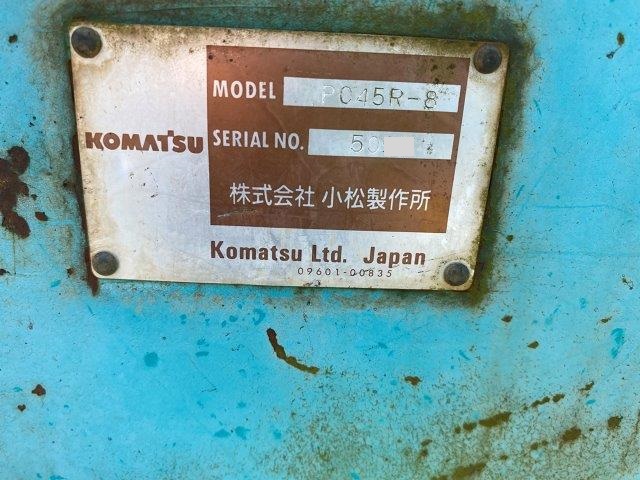 MODEL PC45R-8
KOMATSU SERIAL NO. 50
株式会社 小松製作所
Komatsu Ltd. Japan
09601-00835